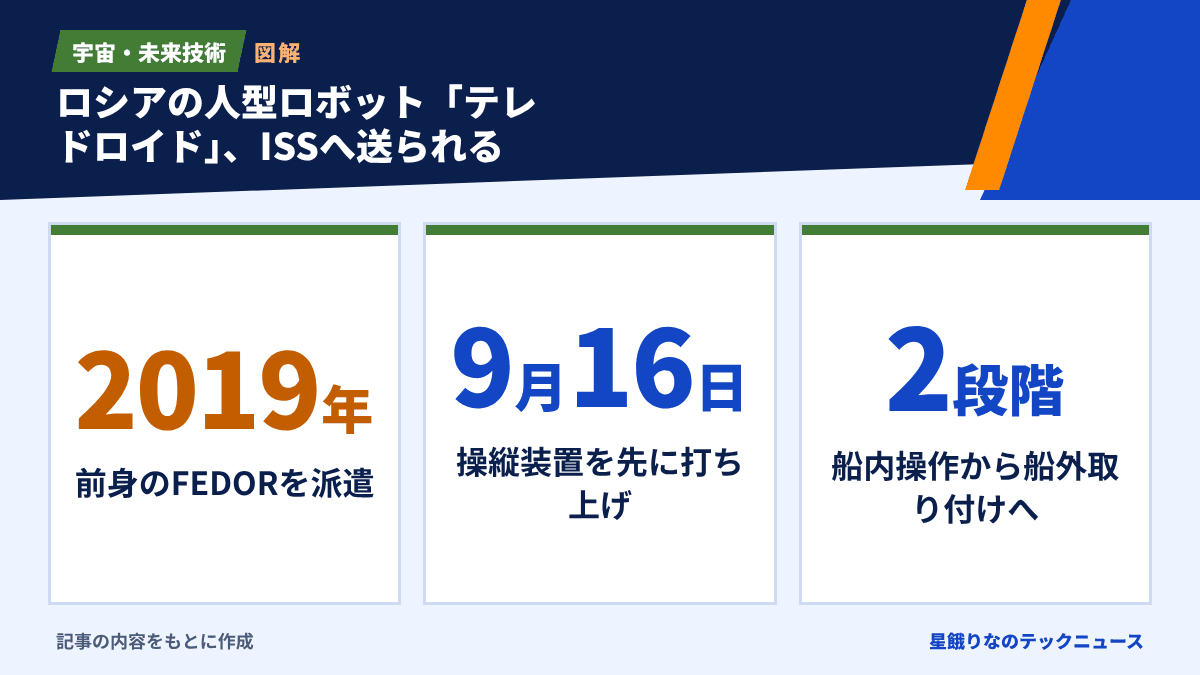 宇宙・未来技術 図解
ロシアの人型ロボット「テレ
ドロイド」、ISSへ送られる
2019年
前身のFEDORを派遣
9月16日
操縦装置を先に打ち
上げ
2段階
船内操作から船外取
り付けへ
記事の内容をもとに作成
星餓りなのテックニュース